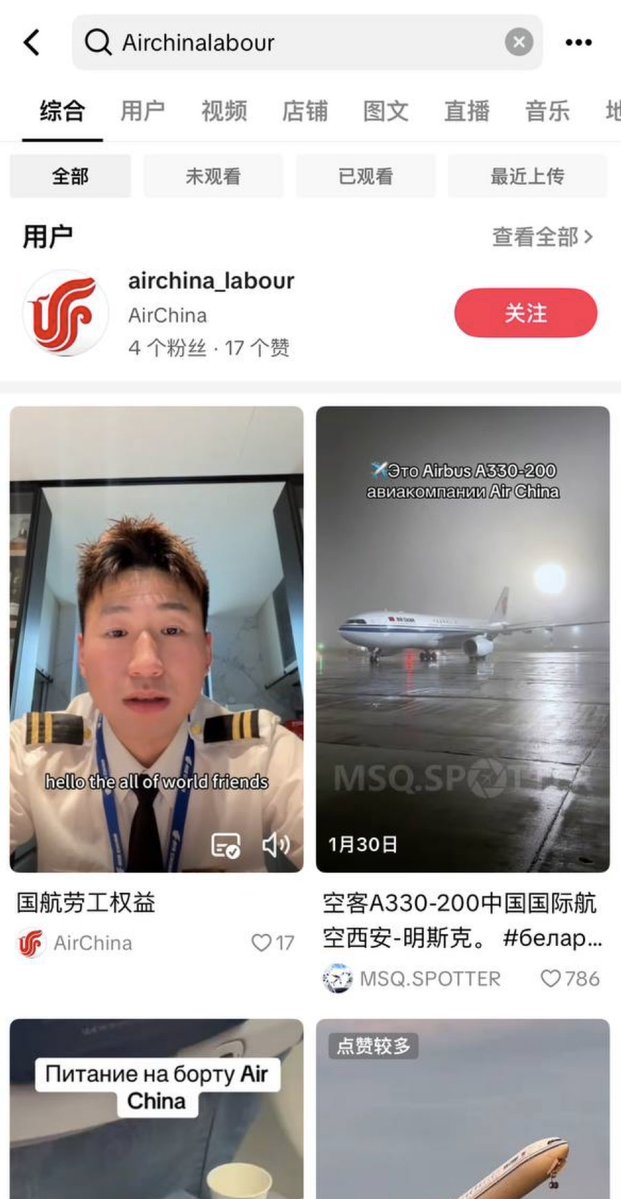 Airchinalabour
综合 用户 视频 店铺 图文 直播 音乐
全部 未观看 已观看 最近上传
用户 查看全部
airchina_labour
AirChina
4 个粉丝 · 17 个赞
关注
hello the all of world friends
国航劳工权益
AirChina 17
Это Airbus A330-200
авиакомпании Air China
AIR CHINA
MSQ.SPOTTER
1月30日
空客A330-200中国国际航
空西安-明斯克。 #белар...
MSQ.SPOTTER 786
Питание на борту Air
China
点赞较多